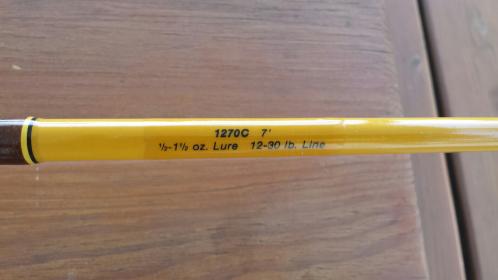 1270C 7'
½-1½ oz. Lure 12-30 lb. Line